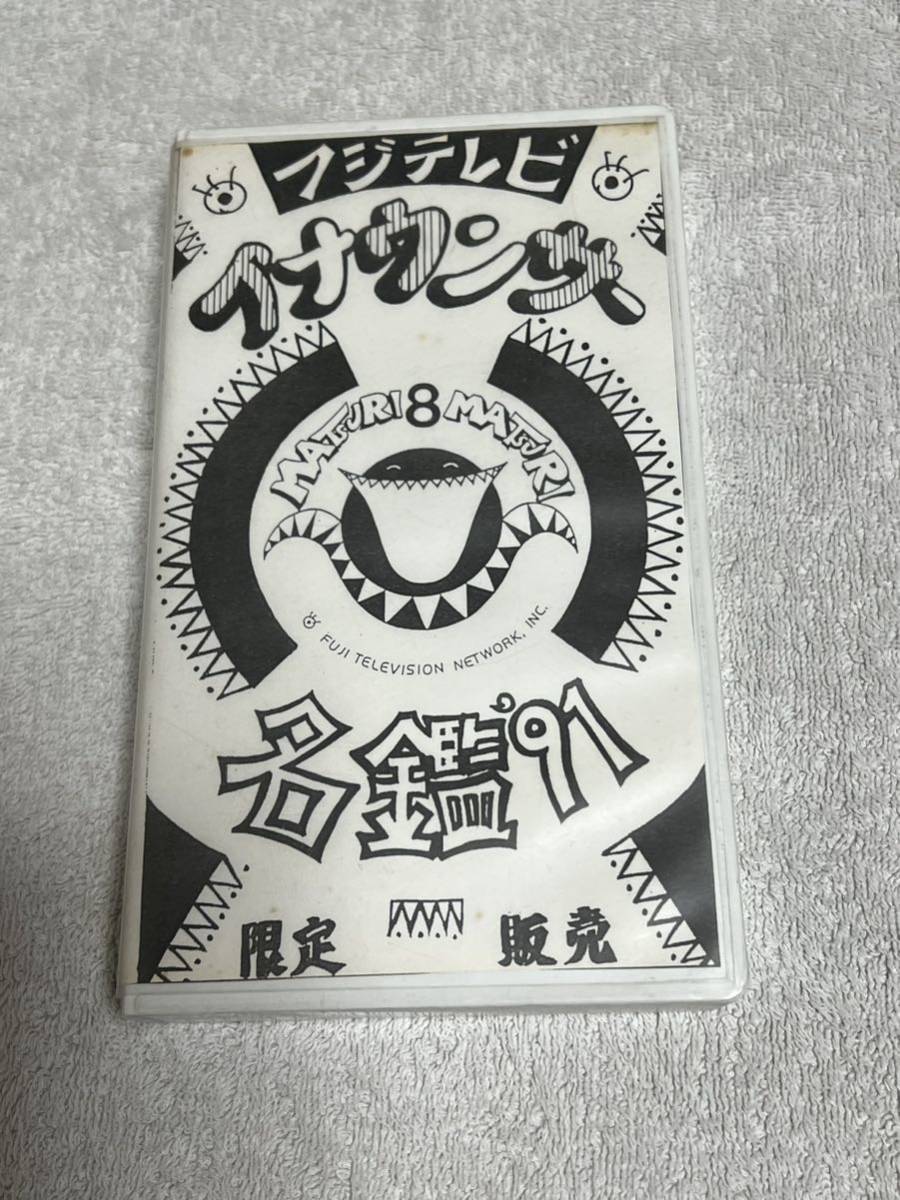 フジテレビ
アナウンサー
MATSURI 8 MATSURI
FUJI TELEVISION NETWORK, INC.
名鑑'91
限定 販売